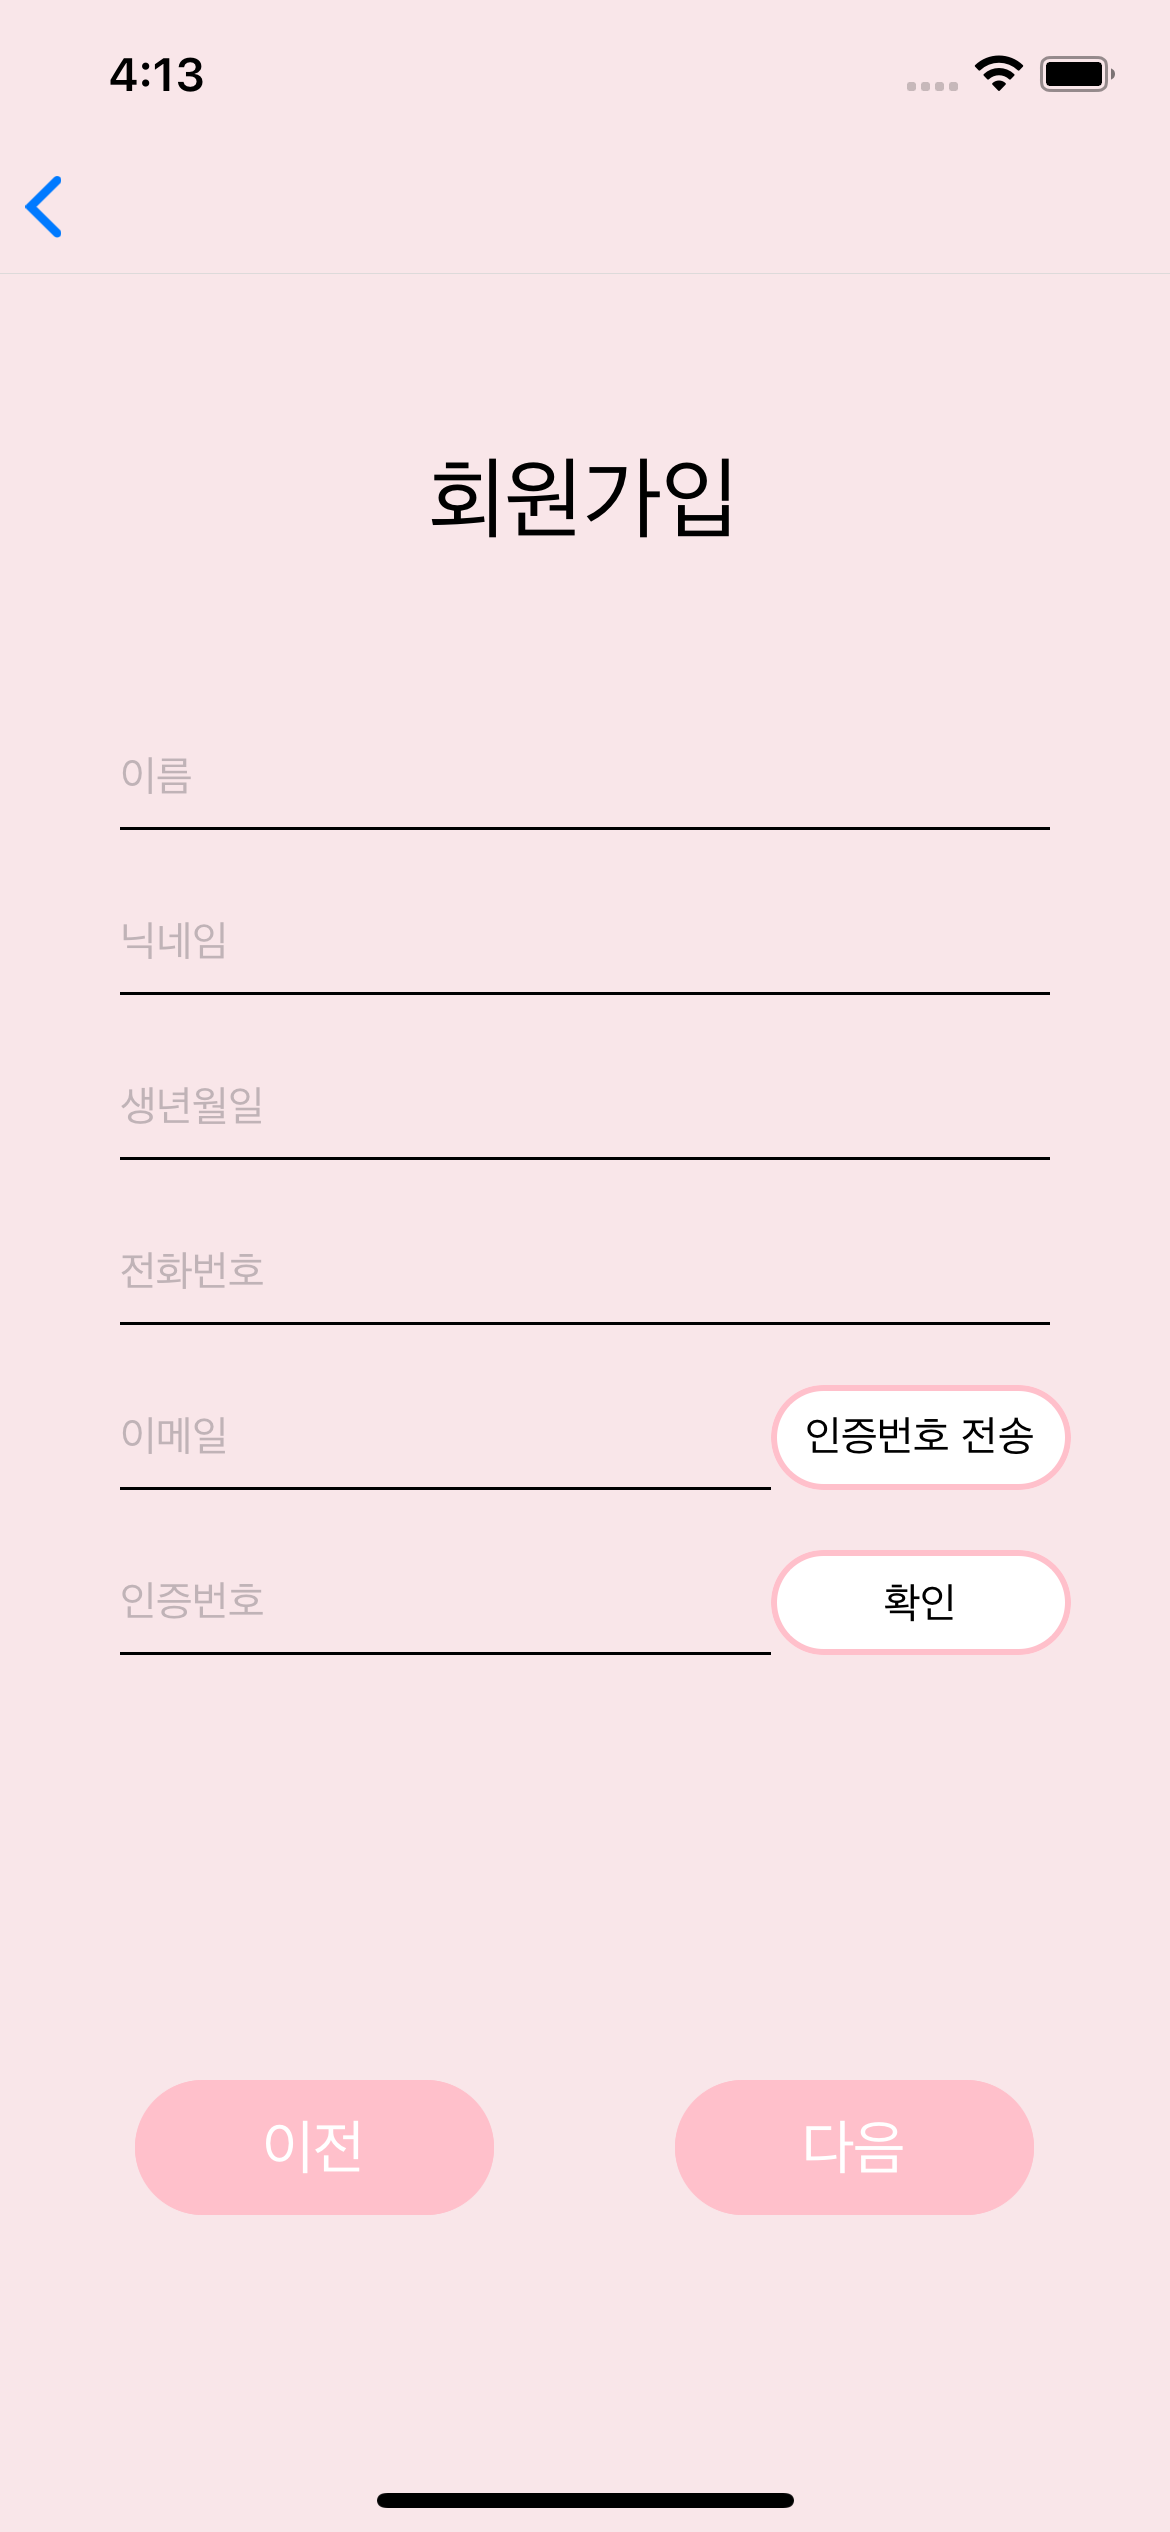 4:13
회원가입
이름
닉네임
생년월일
전화번호
이메일
인증번호 전송
인증번호
확인
이전
다음